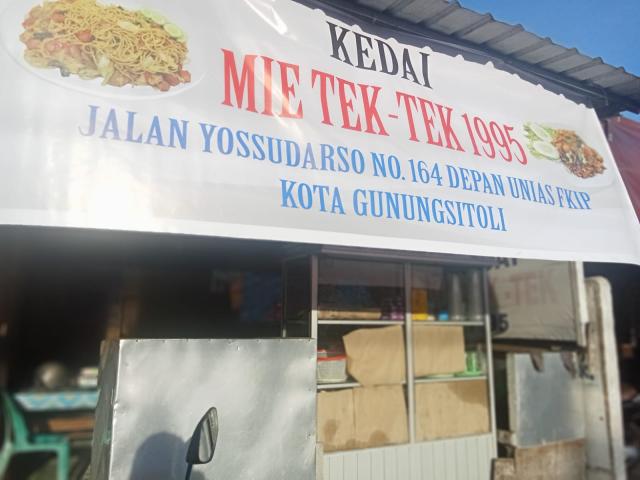 KEDAI
MIE TEK-TEK 1995
JALAN YOSSUDARSO NO. 164 DEPAN UNIAS FKIP
KOTA GUNUNGSITOLI